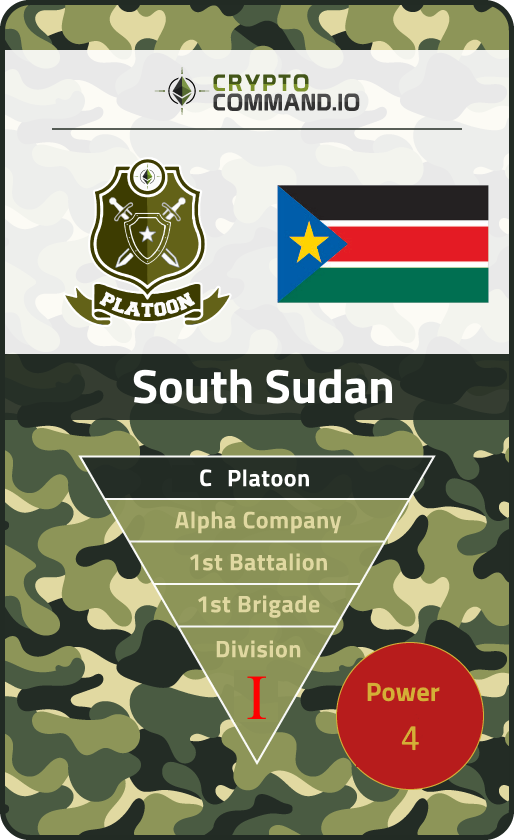 CRYPTO
COMMAND.IO
PLATOON
South Sudan
C Platoon
Alpha Company
1st Battalion
1st Brigade
Division
I
Power
4